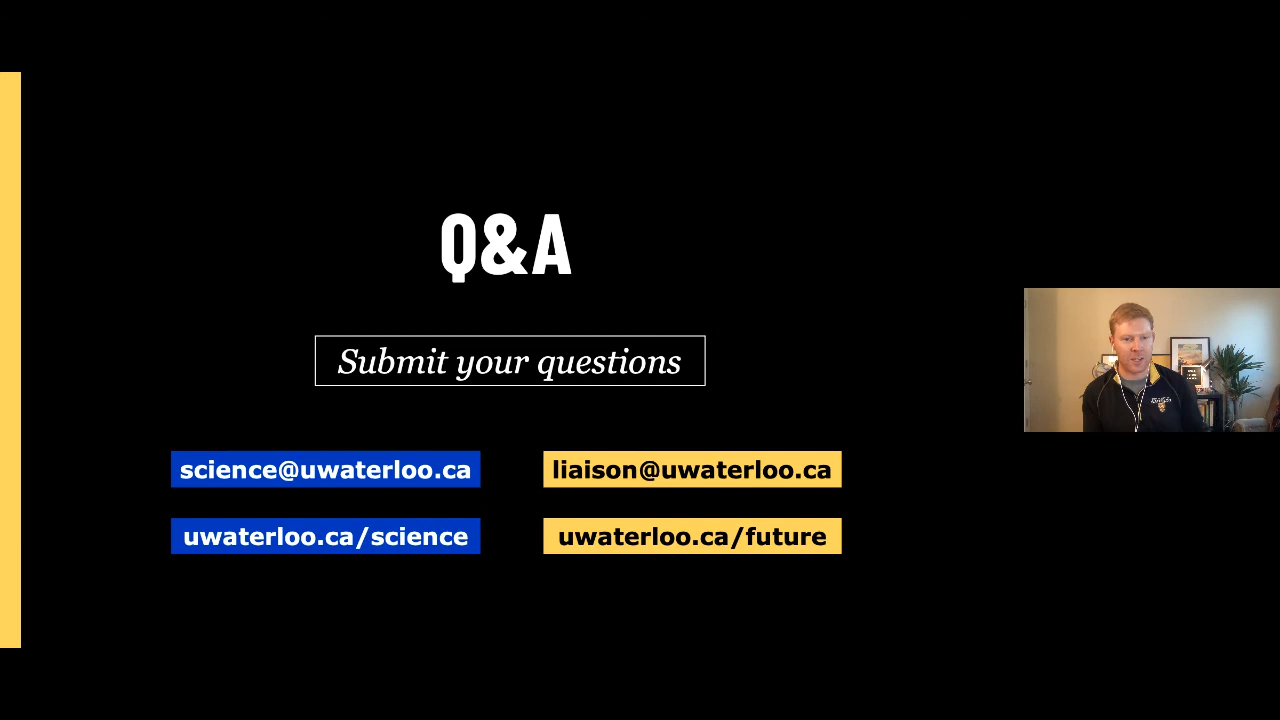 Q&A
Submit your questions
science@uwaterloo.ca
liaison@uwaterloo.ca
uwaterloo.ca/science
uwaterloo.ca/future